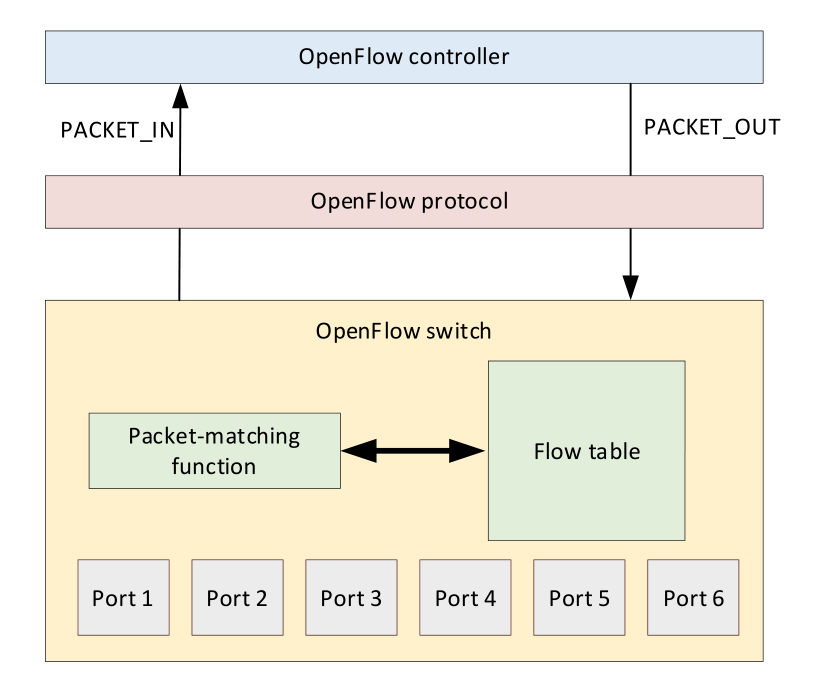 OpenFlow controller
PACKET_IN
PACKET_OUT
OpenFlow protocol
OpenFlow switch
Packet-matching
function
Flow table
Port 1
Port 2
Port 3
Port 4
Port 5
Port 6